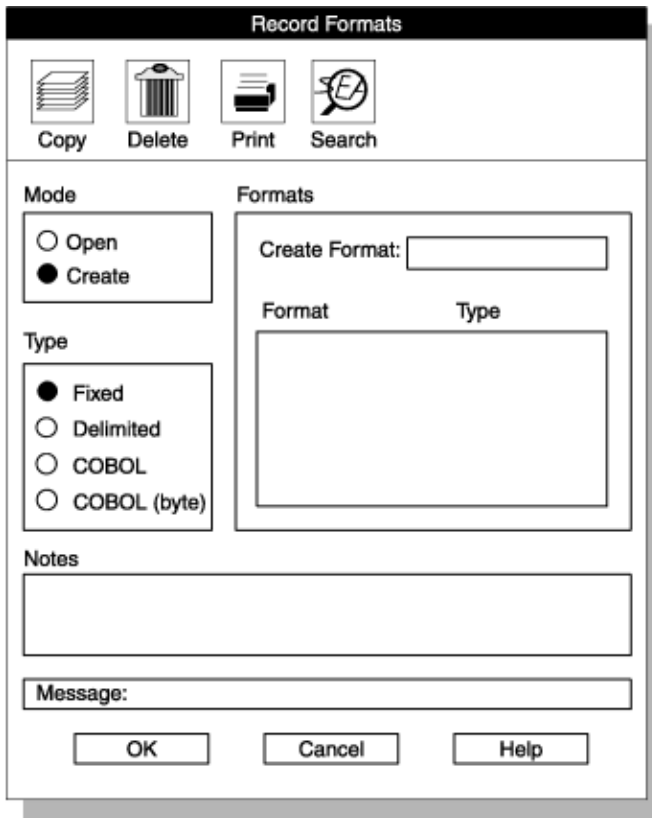 Record Formats
Copy Delete Print Search
Mode
Open
Create
Type
Fixed
Delimited
COBOL
COBOL (byte)
Formats
Create Format:
Format Type
Notes
Message:
OK Cancel Help